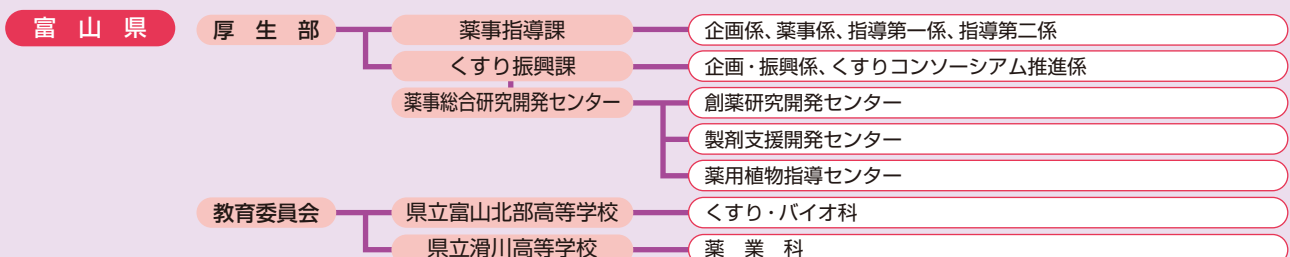 富山県 厚生部 薬事指導課 企画係、薬事係、指導第一係、指導第二係
くすり振興課 企画・振興係、くすりコンソーシアム推進係
薬事総合研究開発センター 創薬研究開発センター
製剤支援開発センター
薬用植物指導センター
教育委員会 県立富山北部高等学校 くすり・バイオ科
県立滑川高等学校 薬業科